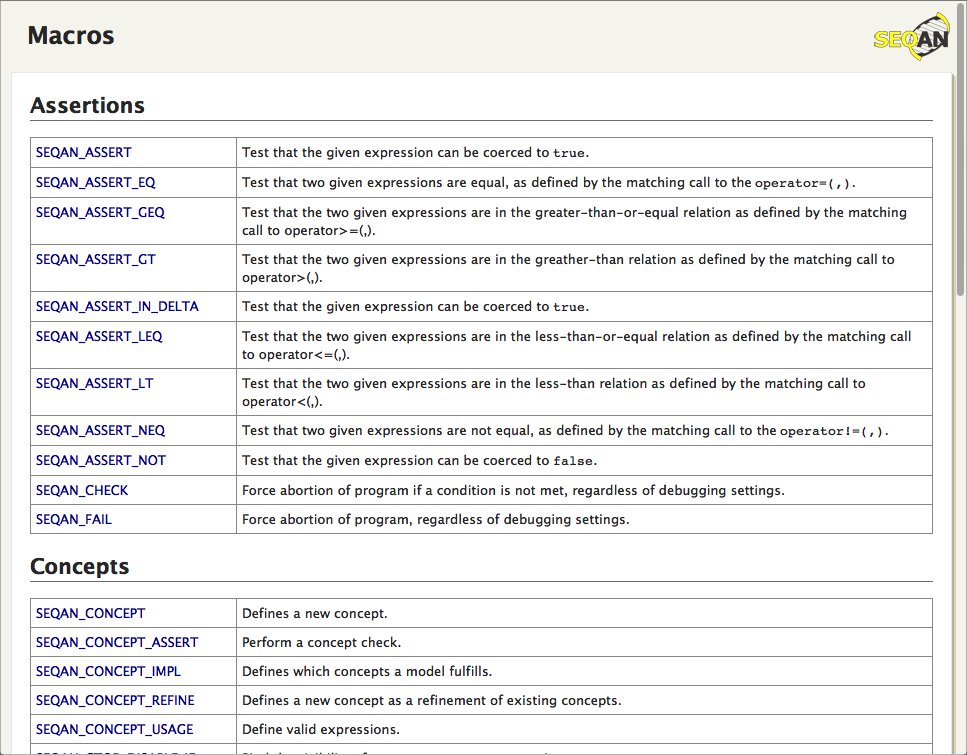 Macros
SEQAN
Assertions
SEQAN_ASSERT Test that the given expression can be coerced to true.
SEQAN_ASSERT_EQ Test that two given expressions are equal, as defined by the matching call to the operator=(,).
SEQAN_ASSERT_GEQ Test that the two given expressions are in the greater-than-or-equal relation as defined by the matching
call to operator>=(,).
SEQAN_ASSERT_GT Test that the two given expressions are in the greather-than relation as defined by the matching call to
operator>(,).
SEQAN_ASSERT_IN_DELTA Test that the given expression can be coerced to true.
SEQAN_ASSERT_LEQ Test that the two given expressions are in the less-than-or-equal relation as defined by the matching call
to operator<=(,).
SEQAN_ASSERT_LT Test that the two given expressions are in the less-than relation as defined by the matching call to
operator<(,).
SEQAN_ASSERT_NEQ Test that two given expressions are not equal, as defined by the matching call to the operator!=(,).
SEQAN_ASSERT_NOT Test that the given expression can be coerced to false.
SEQAN_CHECK Force abortion of program if a condition is not met, regardless of debugging settings.
SEQAN_FAIL Force abortion of program, regardless of debugging settings.
Concepts
SEQAN_CONCEPT Defines a new concept.
SEQAN_CONCEPT_ASSERT Perform a concept check.
SEQAN_CONCEPT_IMPL Defines which concepts a model fulfills.
SEQAN_CONCEPT_REFINE Defines a new concept as a refinement of existing concepts.
SEQAN_CONCEPT_USAGE Define valid expressions.